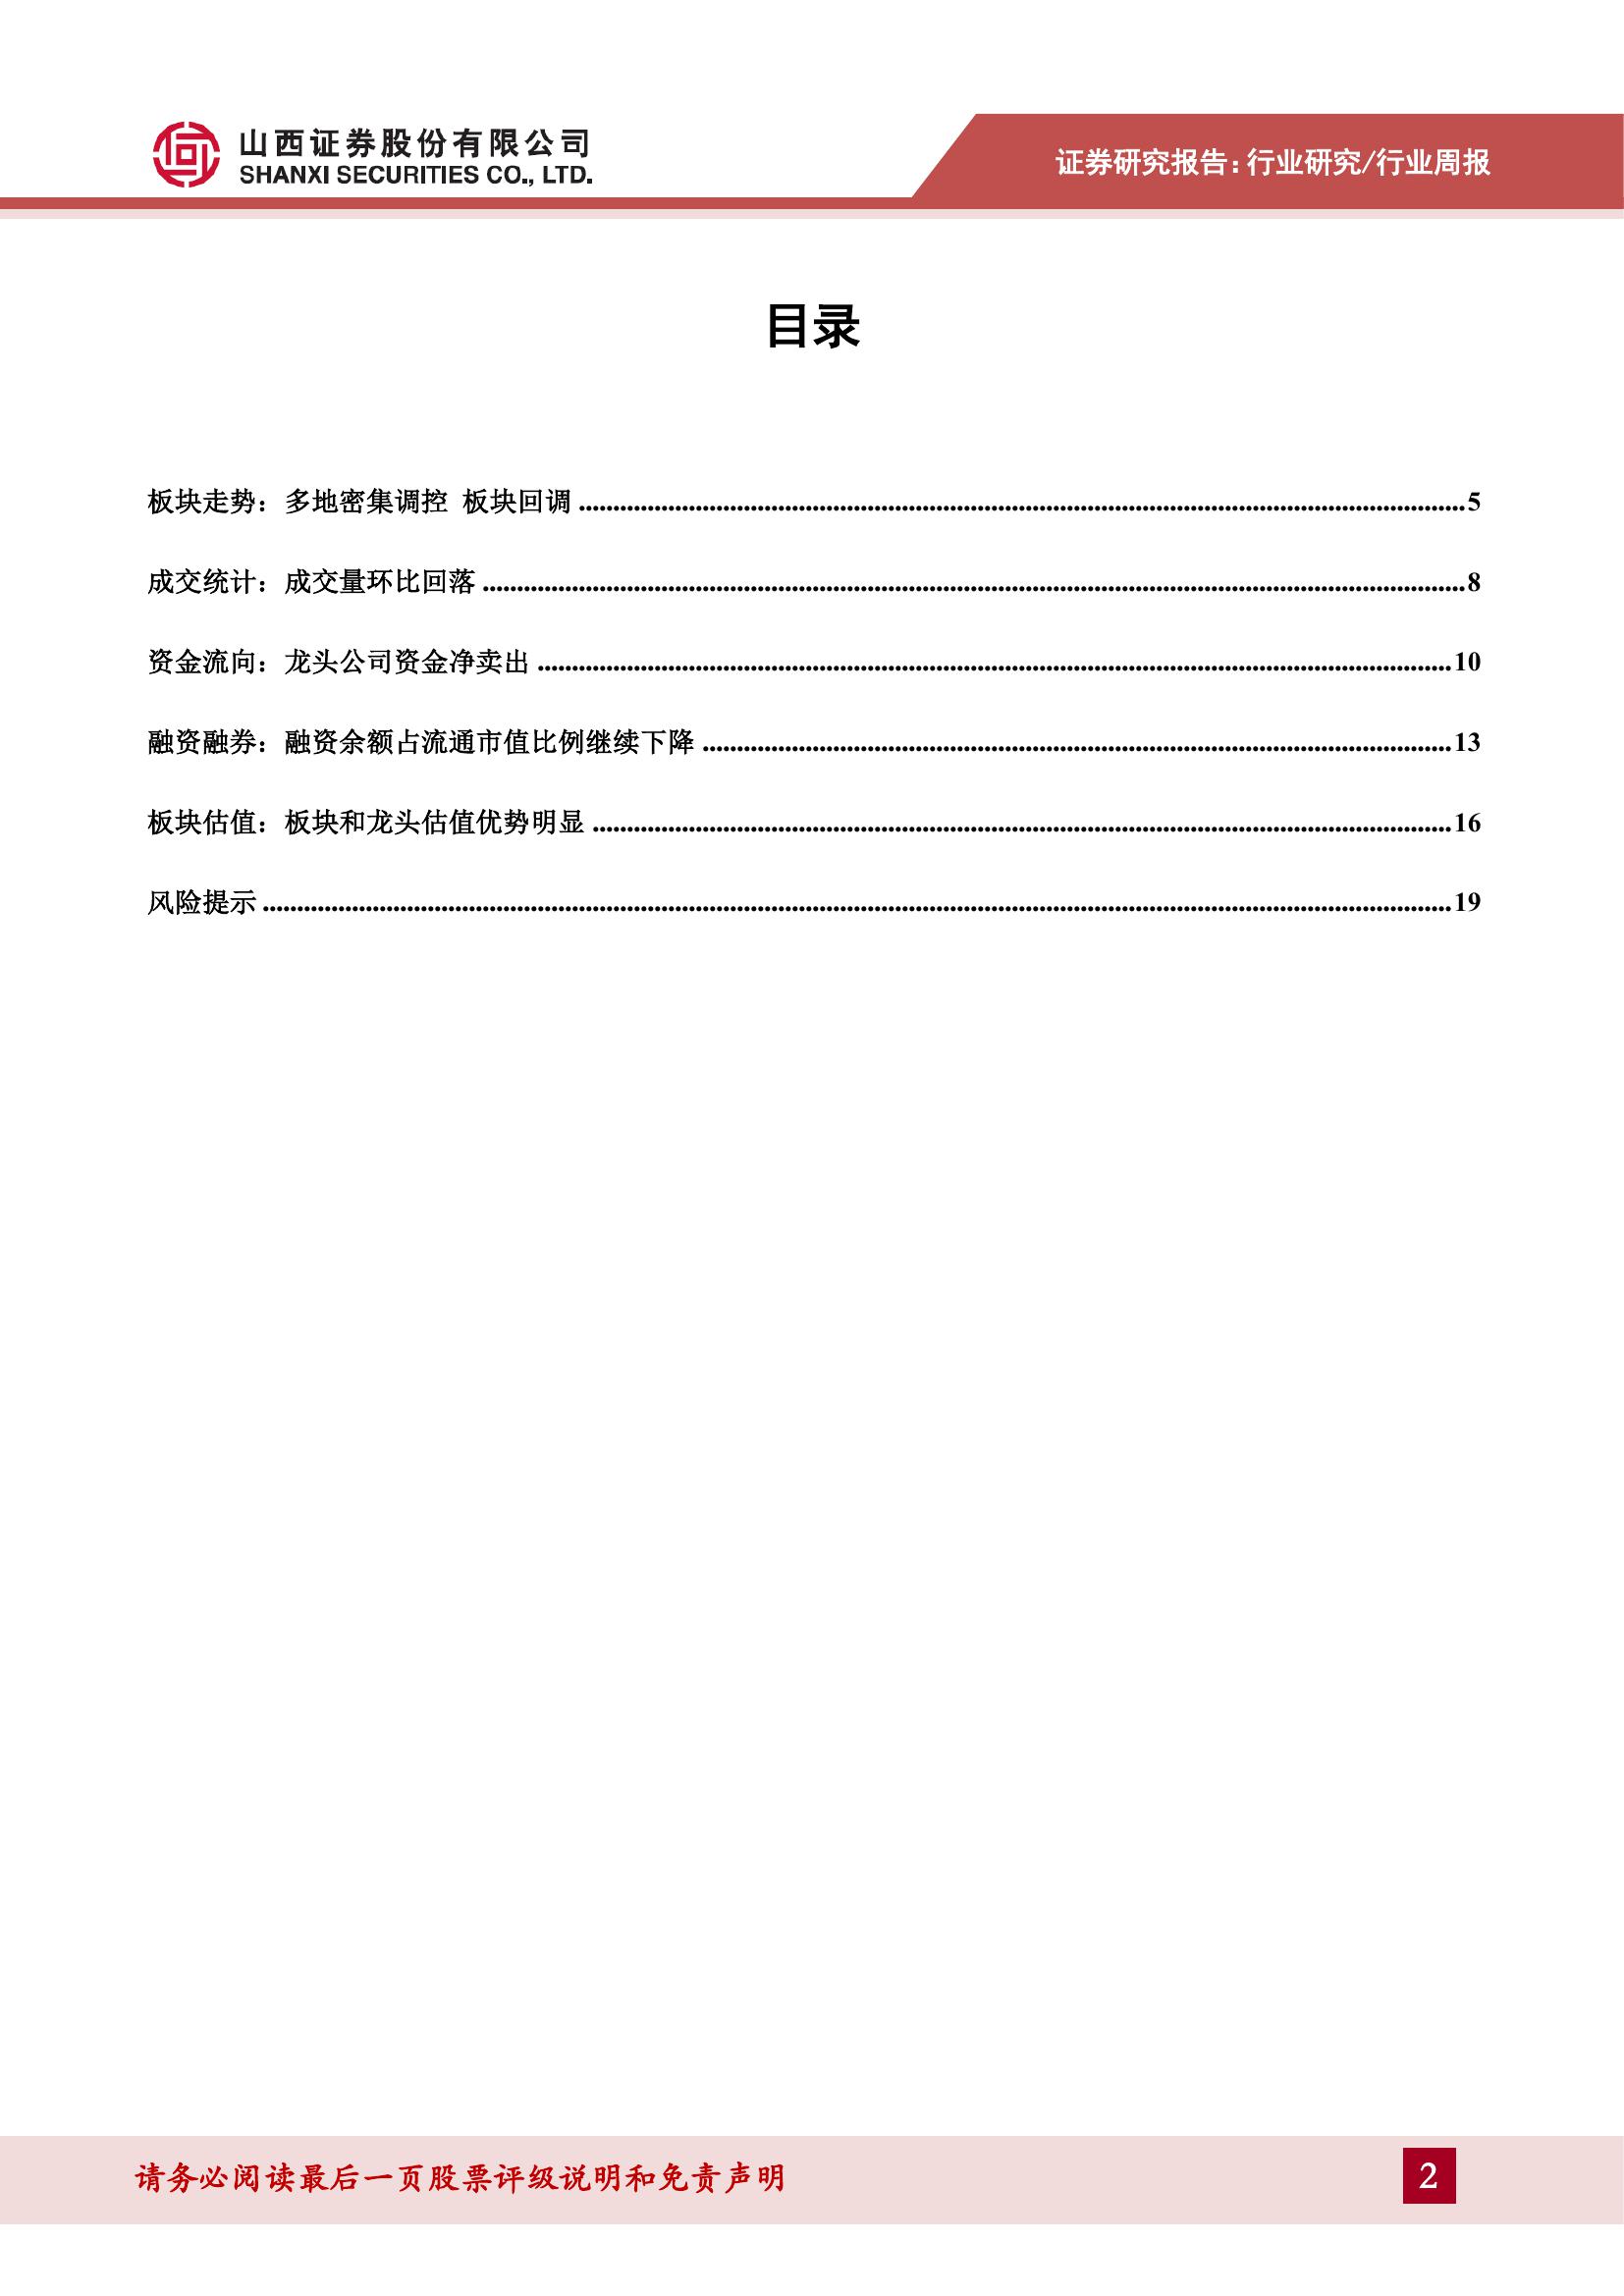 山西证券股份有限公司
SHANXI SECURITIES CO., LTD.
证券研究报告：行业研究/行业周报
目录
板块走势：多地密集调控 板块回调 5
成交统计：成交量环比回落 8
资金流向：龙头公司资金净卖出 10
融资融券：融资余额占流通市值比例继续下降 13
板块估值：板块和龙头估值优势明显 16
风险提示 19
请务必阅读最后一页股票评级说明和免责声明
2